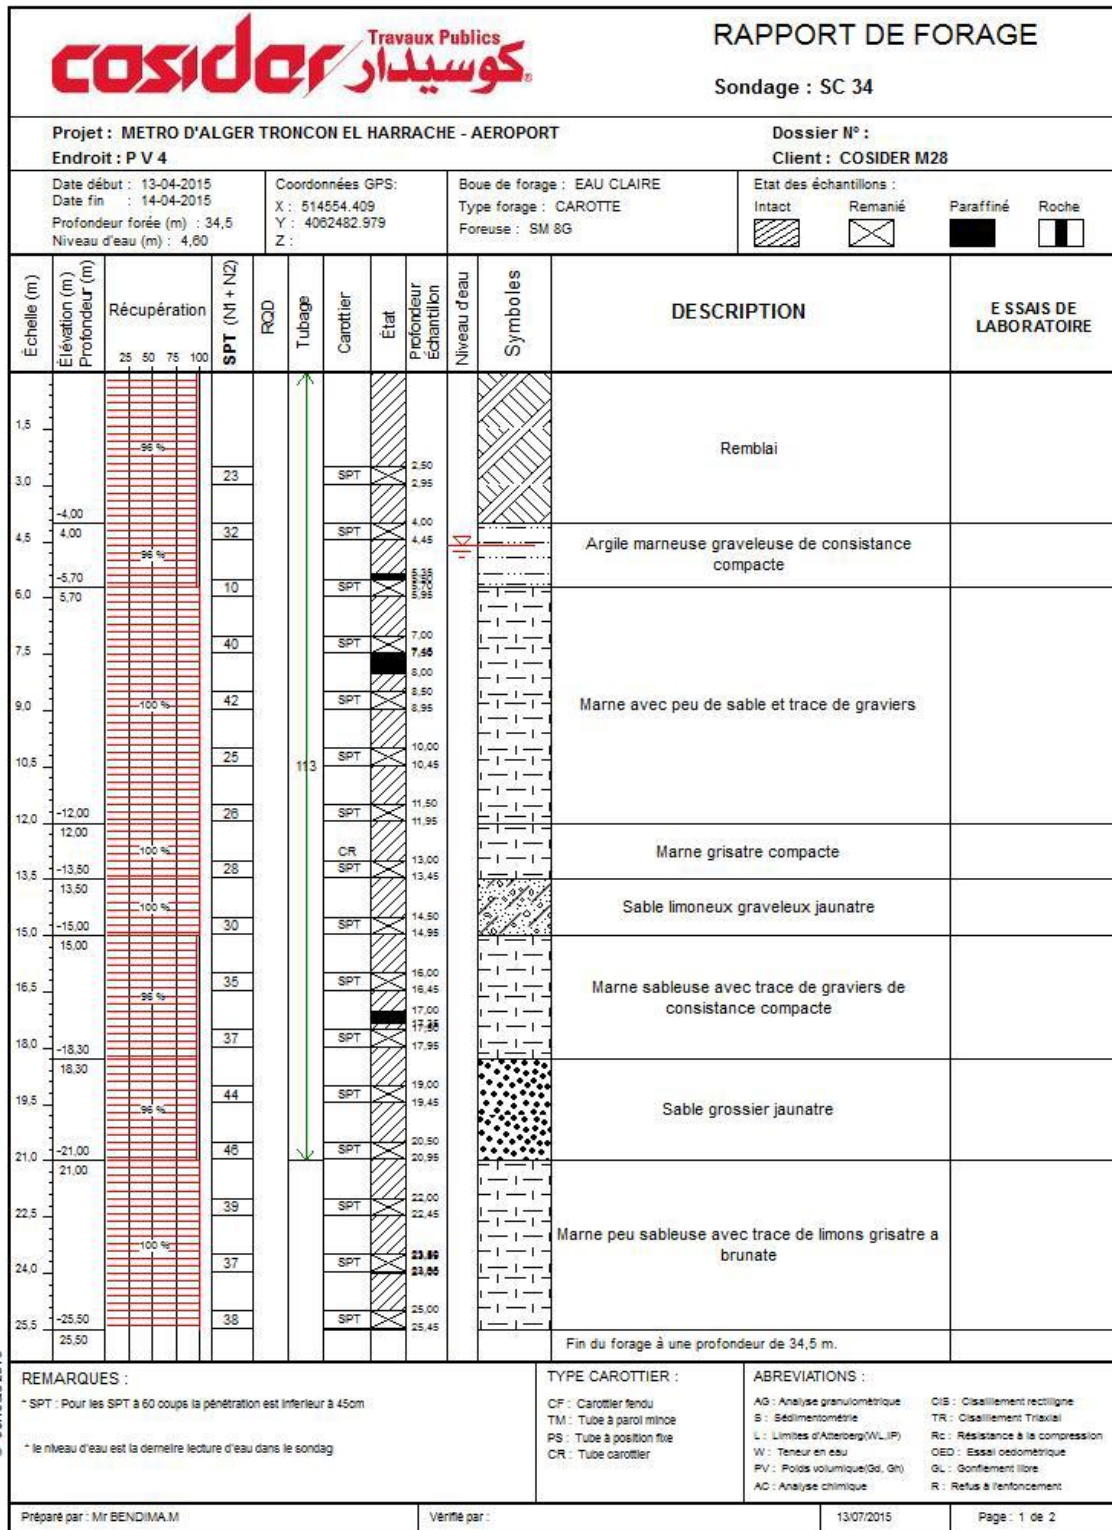 cosider
Travaux Publics
كوسيدار
RAPPORT DE FORAGE
Sondage : SC 34
Projet : METRO D'ALGER TRONCON EL HARRACHE - AEROPORT
Endroit : P V 4
Dossier Nº :
Client : COSIDER M28
Date début : 13-04-2015
Date fin : 14-04-2015
Profondeur forée (m) : 34,5
Niveau d'eau (m) : 4,60
Coordonnées GPS:
X : 514554.409
Y : 4062482.979
Z :
Boue de forage : EAU CLAIRE
Type forage : CAROTTE
Foreuse : SM 8G
Etat des échantillons :
Intact Remanié Paraffiné Roche
Échelle (m)
Élévation (m)
Profondeur (m)
Récupération
25 50 75 100
SPT (N1 + N2)
RQD
Tubage
Carottier
État
Profondeur
Échantillon
Niveau d'eau
Symboles
DESCRIPTION
ESSAIS DE
LABORATOIRE
1,5
96 %
Remblai
2,50
3,0
23
SPT
2,95
-4,00
4,00
4,00
4,5
32
SPT
4,45
96 %
Argile marneuse graveleuse de consistance
compacte
5,35
-5,70
5,70
5,70
6,0
10
SPT
5,95
7,00
40
SPT
7,5
8,00
8,50
42
SPT
9,0
100 %
8,95
Marne avec peu de sable et trace de graviers
10,00
25
SPT
10,5
113
10,45
11,50
-12,00
26
SPT
12,0
11,95
12,00
100 %
CR
Marne grisatre compacte
13,00
-13,50
28
SPT
13,5
13,45
13,50
100 %
Sable limoneux graveleux jaunatre
14,50
-15,00
30
SPT
15,0
14,95
15,00
16,00
35
SPT
16,5
96 %
16,45
Marne sableuse avec trace de graviers de
consistance compacte
17,00
37
SPT
18,0
-18,30
17,95
18,30
19,00
44
SPT
19,5
96 %
19,45
Sable grossier jaunatre
20,50
-21,00
46
SPT
21,0
20,95
21,00
22,00
39
SPT
22,5
22,45
100 %
Marne peu sableuse avec trace de limons grisatre a
brunate
37
SPT
24,0
25,00
-25,50
38
SPT
25,5
25,45
25,50
Fin du forage à une profondeur de 34,5 m.
REMARQUES :
* SPT : Pour les SPT à 60 coups la pénétration est inferieur à 45cm
* le niveau d'eau est la derneire lecture d'eau dans le sondag
TYPE CAROTTIER :
CF : Carottier fendu
TM : Tube à paroi mince
PS : Tube à position fixe
CR : Tube carottier
ABREVIATIONS :
AG : Analyse granulométrique
S : Sédimentométrie
L : Limites d'Atterberg(WL,IP)
W : Teneur en eau
PV : Poids volumique(Gd, Gh)
AC : Analyse chimique
CIS : Cisaillement rectiligne
TR : Cisaillement Triaxial
Rc : Résistance à la compression
OED : Essai oedométrique
GL : Gonflement libre
R : Refus à l'enfoncement
Préparé par : Mr BENDIMA.M
Vérifié par :
13/07/2015
Page : 1 de 2